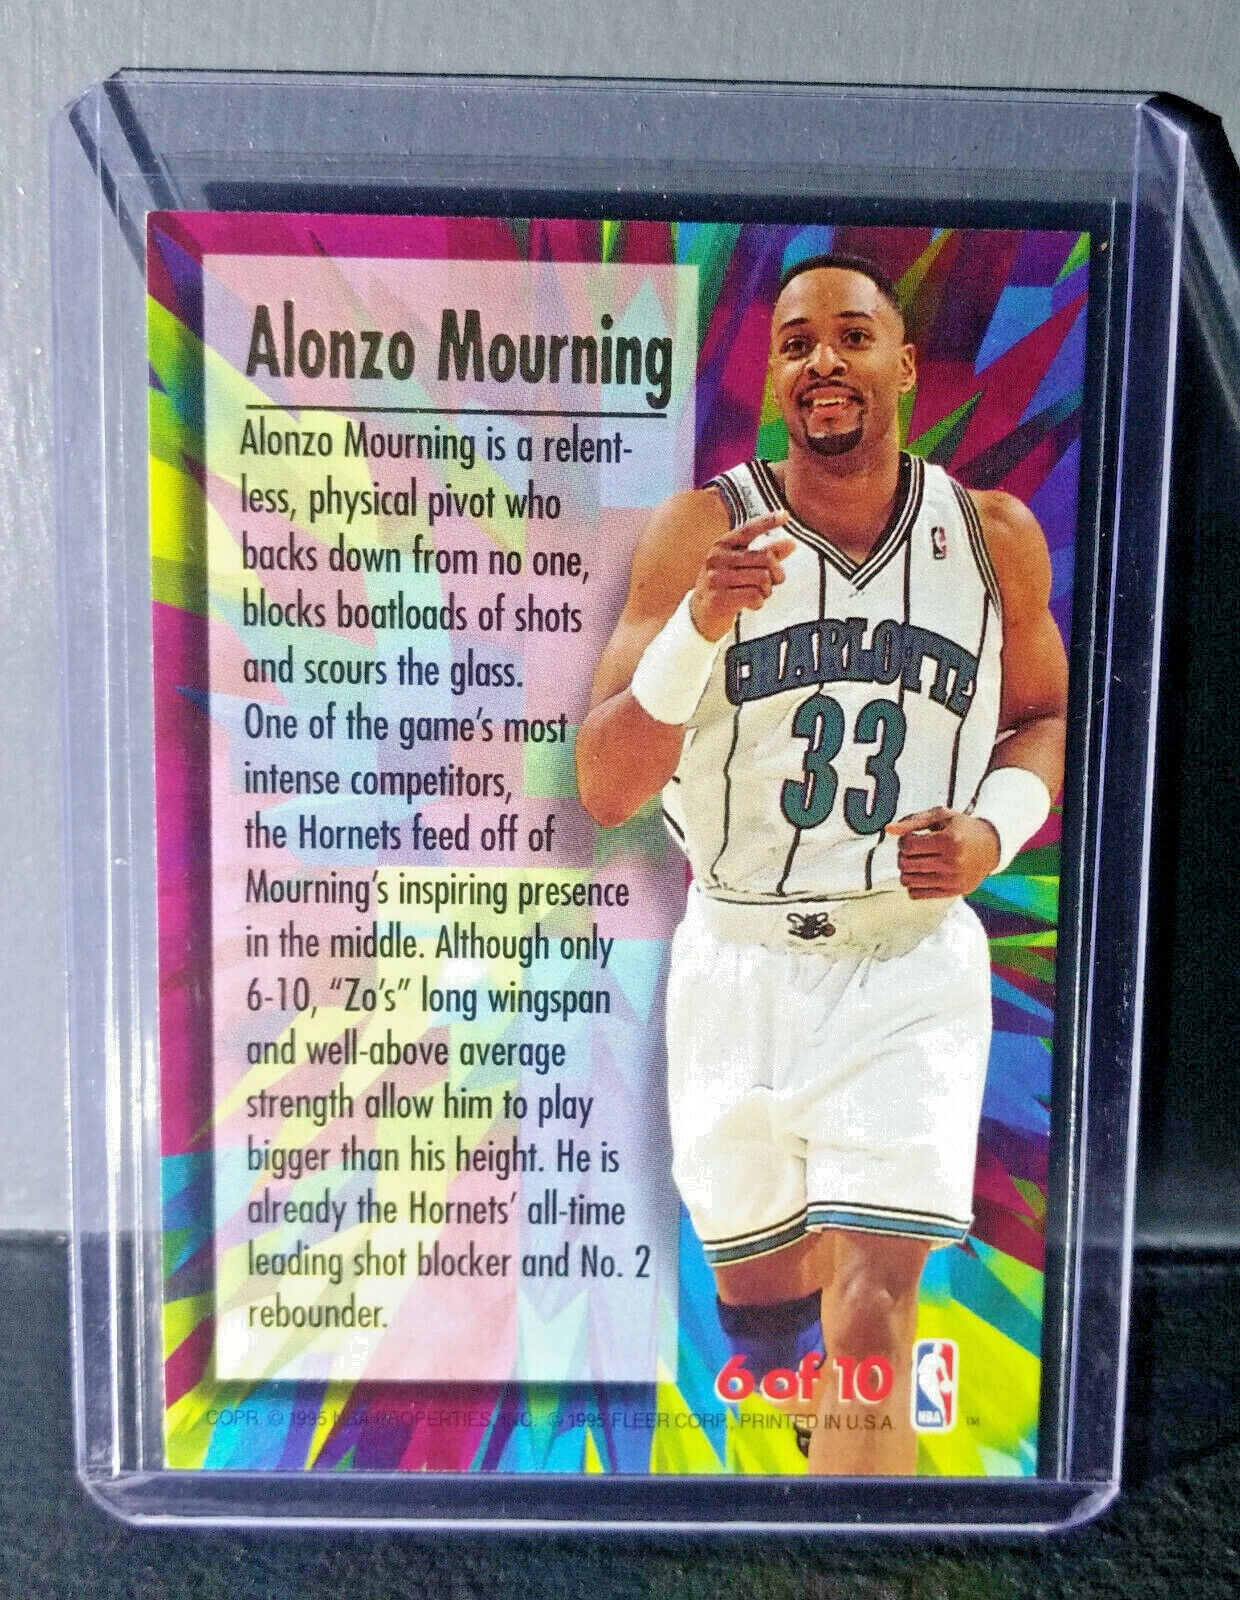 Alonzo Mourning
Alonzo Mourning is a relent-
less, physical pivot who
backs down from no one,
blocks boatloads of shots
and scours the glass.
One of the game's most
intense competitors,
the Hornets feed off of
Mourning's inspiring presence
in the middle. Although only
6-10, "Zo's" long wingspan
and well-above average
strength allow him to play
bigger than his height. He is
already the Hornets' all-time
leading shot blocker and No. 2
rebounder.
CHARLOTTE
33
6 of 10
NBA
TM
COPR. © 1995 NBA PROPERTIES, INC. © 1995 FLEER CORP., PRINTED IN U.S.A.